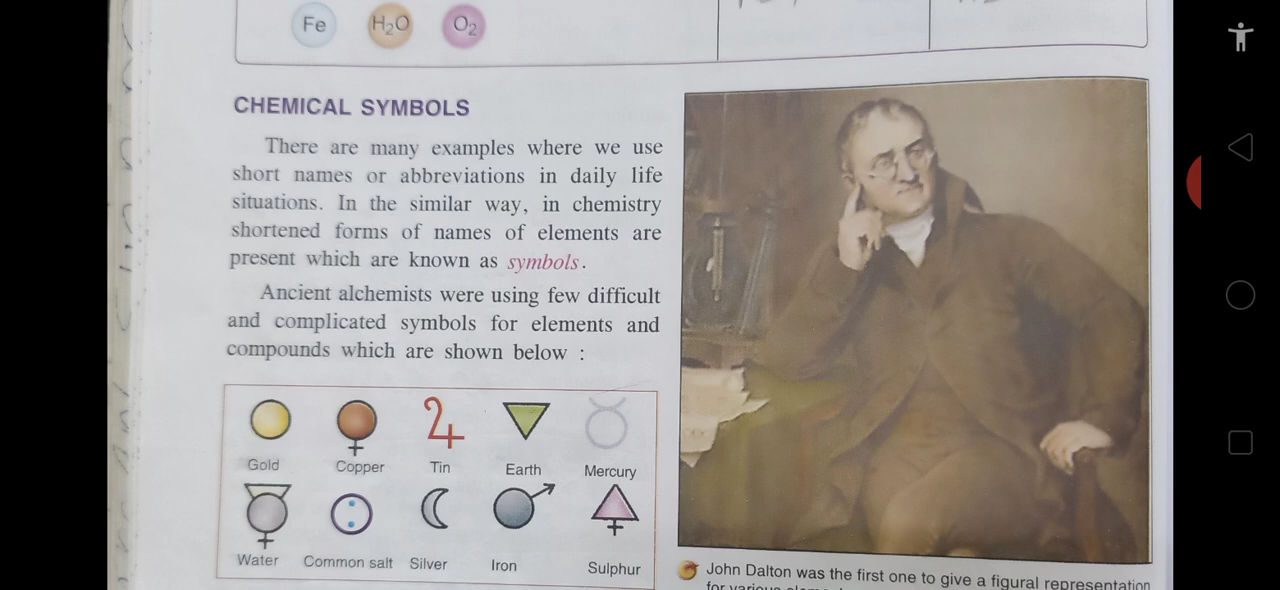 Fe H₂O O₂
CHEMICAL SYMBOLS
There are many examples where we use
short names or abbreviations in daily life
situations. In the similar way, in chemistry
shortened forms of names of elements are
present which are known as symbols.
Ancient alchemists were using few difficult
and complicated symbols for elements and
compounds which are shown below :
Gold Copper Tin Earth Mercury
Water Common salt Silver Iron Sulphur
John Dalton was the first one to give a figural representation
for various